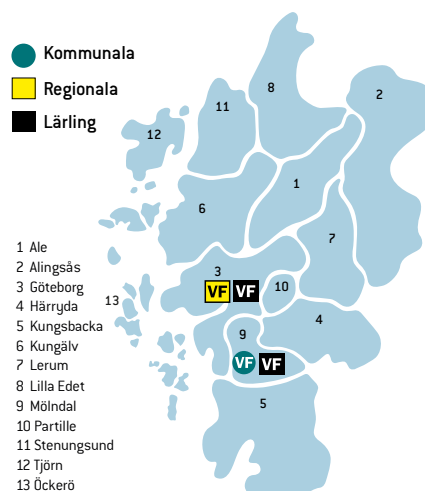 Kommunala
Regionala
Lärling
8
2
11
12
1
6
7
3
VF VF
10
13
4
9
VF VF
5
1 Ale
2 Alingsås
3 Göteborg
4 Härryda
5 Kungsbacka
6 Kungälv
7 Lerum
8 Lilla Edet
9 Mölndal
10 Partille
11 Stenungsund
12 Tjörn
13 Öckerö